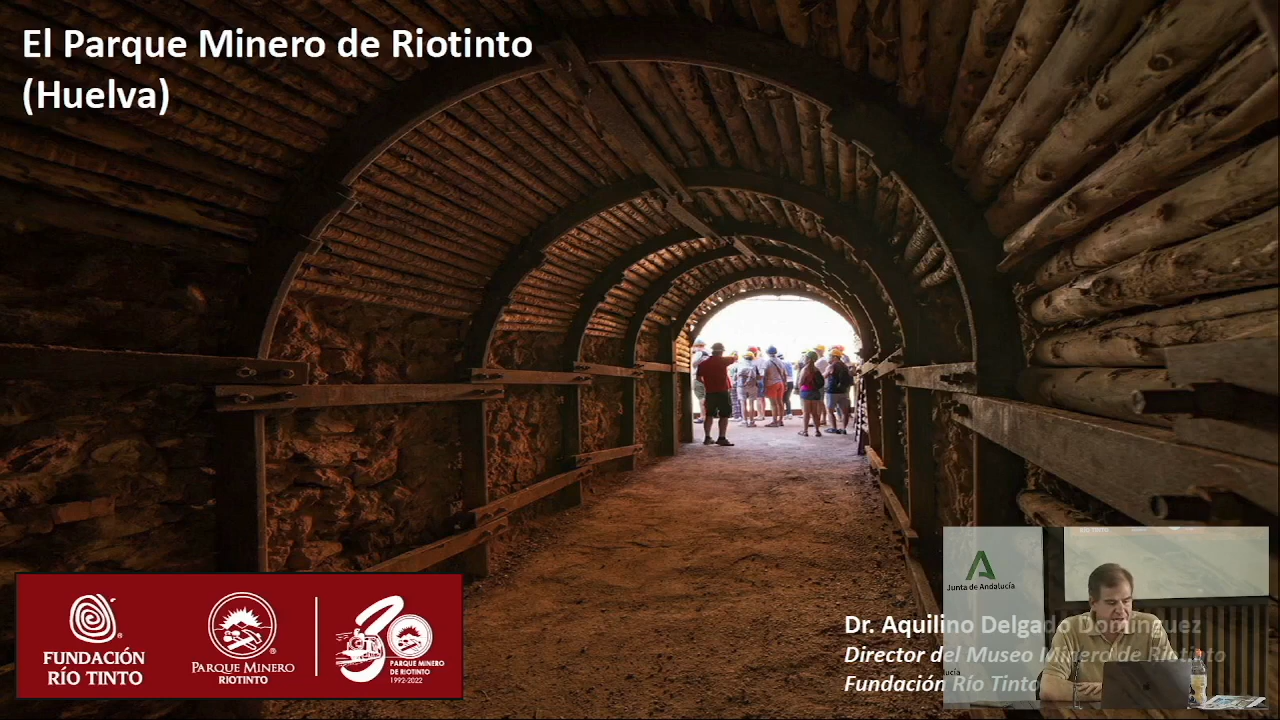 El Parque Minero de Riotinto
(Huelva)
FUNDACIÓN
RÍO TINTO
PARQUE MINERO
RIOTINTO
PARQUE MINERO
DE RIOTINTO
1992-2022
Junta de Andalucía
Dr. Aquilino Delgado Domínguez
Director del Museo Minero de Riotinto
Fundación Río Tinto